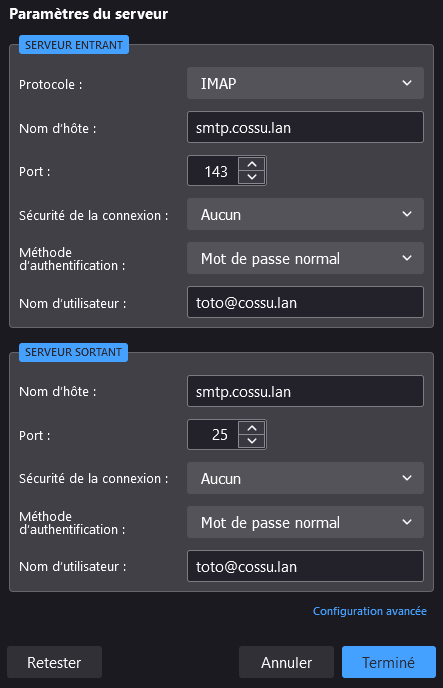 Paramètres du serveur
SERVEUR ENTRANT
Protocole : IMAP
Nom d'hôte : smtp.cossu.lan
Port : 143
Sécurité de la connexion : Aucun
Méthode
d'authentification : Mot de passe normal
Nom d'utilisateur : toto@cossu.lan
SERVEUR SORTANT
Nom d'hôte : smtp.cossu.lan
Port : 25
Sécurité de la connexion : Aucun
Méthode
d'authentification : Mot de passe normal
Nom d'utilisateur : toto@cossu.lan
Configuration avancée
Retester Annuler Terminé